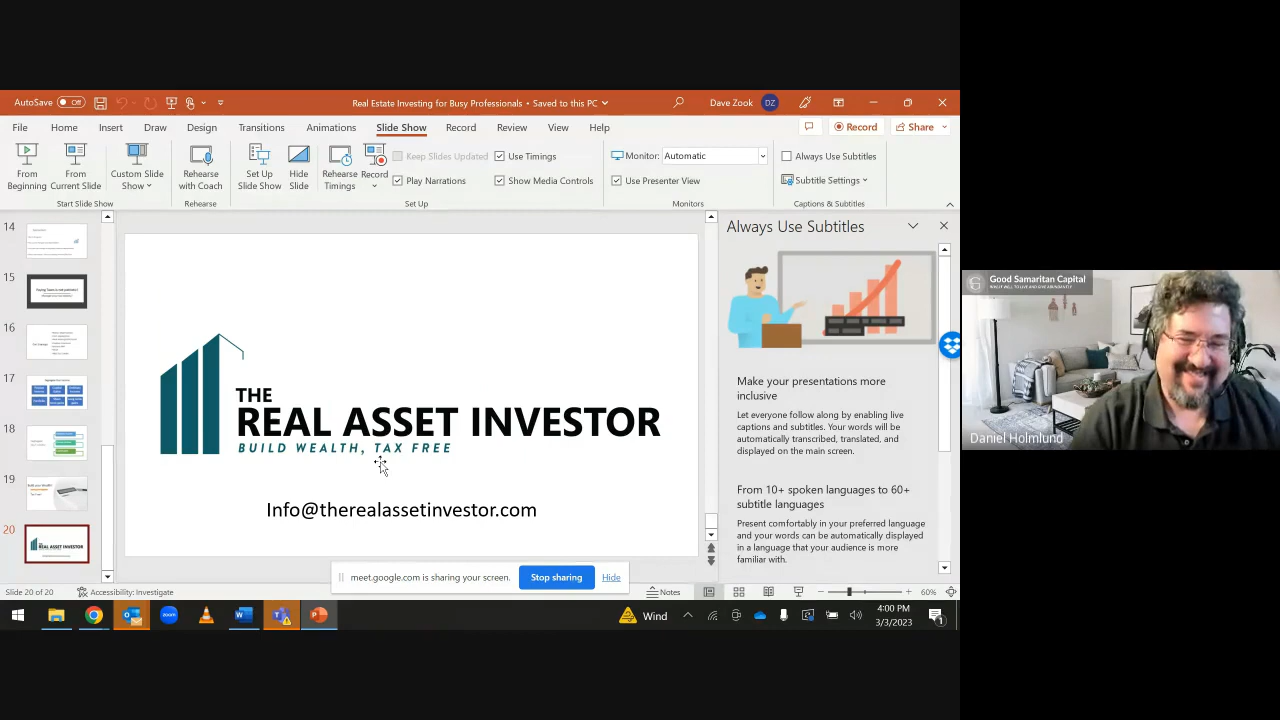 AutoSave Off
Real Estate Investing for Busy Professionals • Saved to this PC
Dave Zook DZ
File Home Insert Draw Design Transitions Animations Slide Show Record Review View Help
Record Share
From Beginning
From Current Slide
Custom Slide Show
Rehearse with Coach
Set Up Slide Show
Hide Slide
Rehearse Timings
Record
Keep Slides Updated
Play Narrations
Use Timings
Show Media Controls
Monitor: Automatic
Use Presenter View
Always Use Subtitles
Subtitle Settings
Start Slide Show Rehearse Set Up Monitors Captions & Subtitles
14
15
16
17
18
19
20
THE
REAL ASSET INVESTOR
BUILD WEALTH, TAX FREE
Info@therealassetinvestor.com
Always Use Subtitles
Make your presentations more
inclusive
Let everyone follow along by enabling live
captions and subtitles. Your words will be
automatically transcribed, translated, and
displayed on the main screen.
From 10+ spoken languages to 60+
subtitle languages
Present comfortably in your preferred language
and your words can be automatically displayed
in a language that your audience is more
familiar with.
Good Samaritan Capital
Daniel Holmlund
meet.google.com is sharing your screen. Stop sharing Hide
Slide 20 of 20 Accessibility: Investigate
Notes
60%
zoom
Wind
4:00 PM
3/3/2023
1